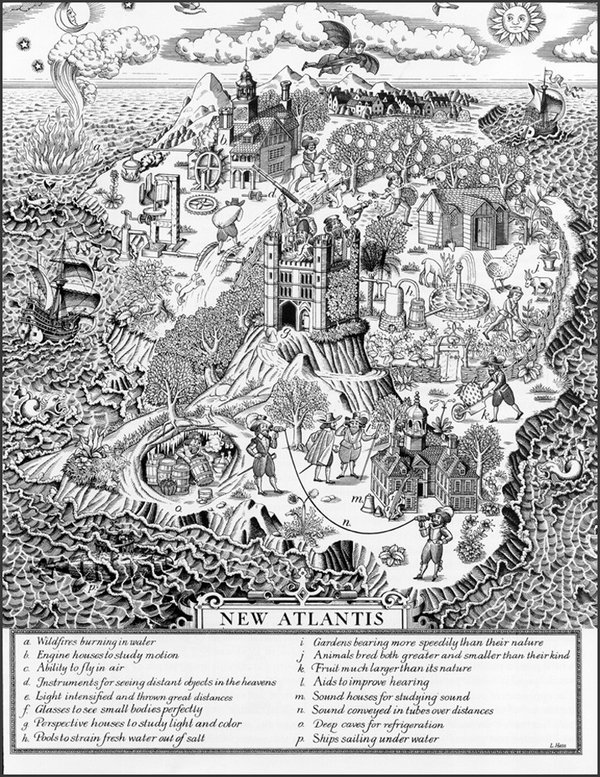 m.
n.
o
p
NEW ATLANTIS
a Wildfires burning in water
b. Engine houses to study motion
c. Ability to fly in air
d. Instruments for seeing distant objects in the heavens
e. Light intensified and thrown great distances
f Glasses to see small bodies perfectly
g Perspective houses to study light and color
h. Pools to strain fresh water out of salt
i Gardens bearing more speedily than their nature
j Animals bred both greater and smaller than their kind
k Fruit much larger than its nature
l. Aids to improve hearing
m. Sound houses for studying sound
n. Sound conveyed in tubes over distances
o. Deep caves for refrigeration
p. Ships sailing under water